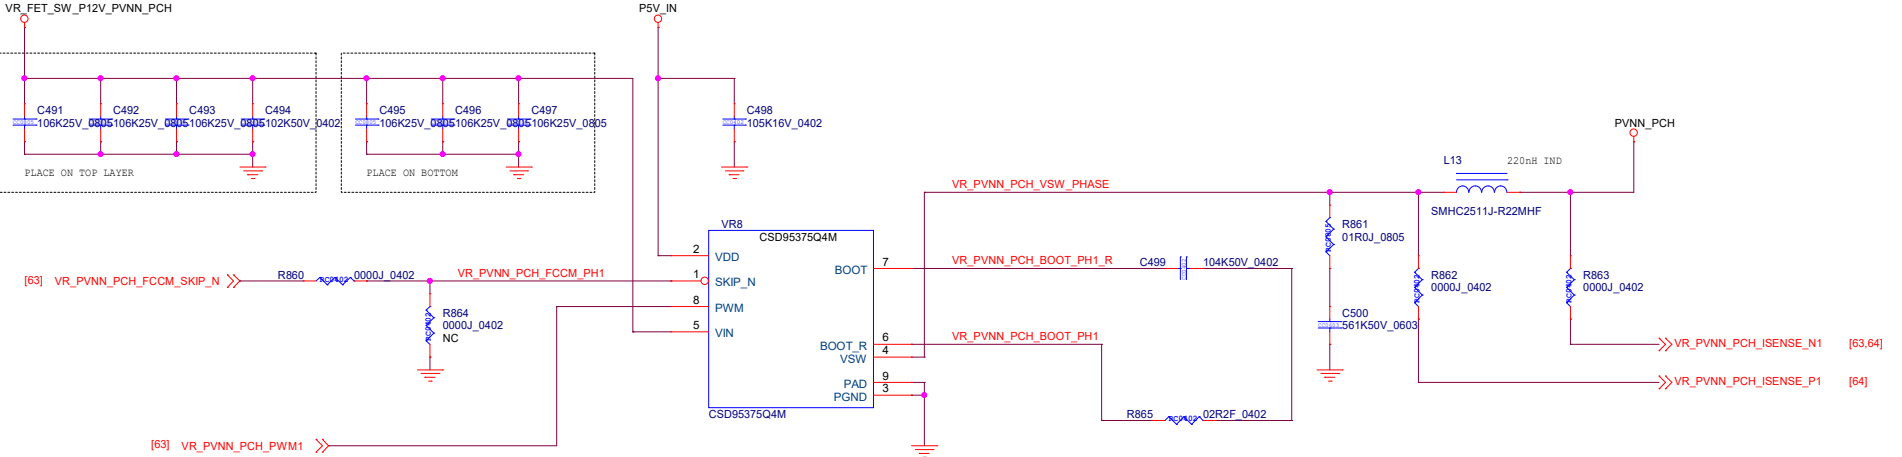 VR_FET_SW_P12V_PVNN_PCH
P5V_IN
C491
106K25V_0805
C492
106K25V_0805
C493
106K25V_0805
C494
102K50V_0402
C495
106K25V_0805
C496
106K25V_0805
C497
106K25V_0805
C498
105K16V_0402
PLACE ON TOP LAYER
PLACE ON BOTTOM
PVNN_PCH
L13
220nH IND
SMHC2511J-R22MHF
VR_PVNN_PCH_VSW_PHASE
VR8
CSD95375Q4M
2
VDD
1
SKIP_N
8
PWM
5
VIN
7
BOOT
6
BOOT_R
4
VSW
9
PAD
3
PGND
CSD95375Q4M
[63] VR_PVNN_PCH_FCCM_SKIP_N
R860
0000J_0402
VR_PVNN_PCH_FCCM_PH1
R864
0000J_0402
NC
VR_PVNN_PCH_BOOT_PH1_R
C499
104K50V_0402
VR_PVNN_PCH_BOOT_PH1
R865
02R2F_0402
R861
01R0J_0805
C500
561K50V_0603
R862
0000J_0402
R863
0000J_0402
VR_PVNN_PCH_ISENSE_N1 [63,64]
VR_PVNN_PCH_ISENSE_P1 [64]
[63] VR_PVNN_PCH_PWM1